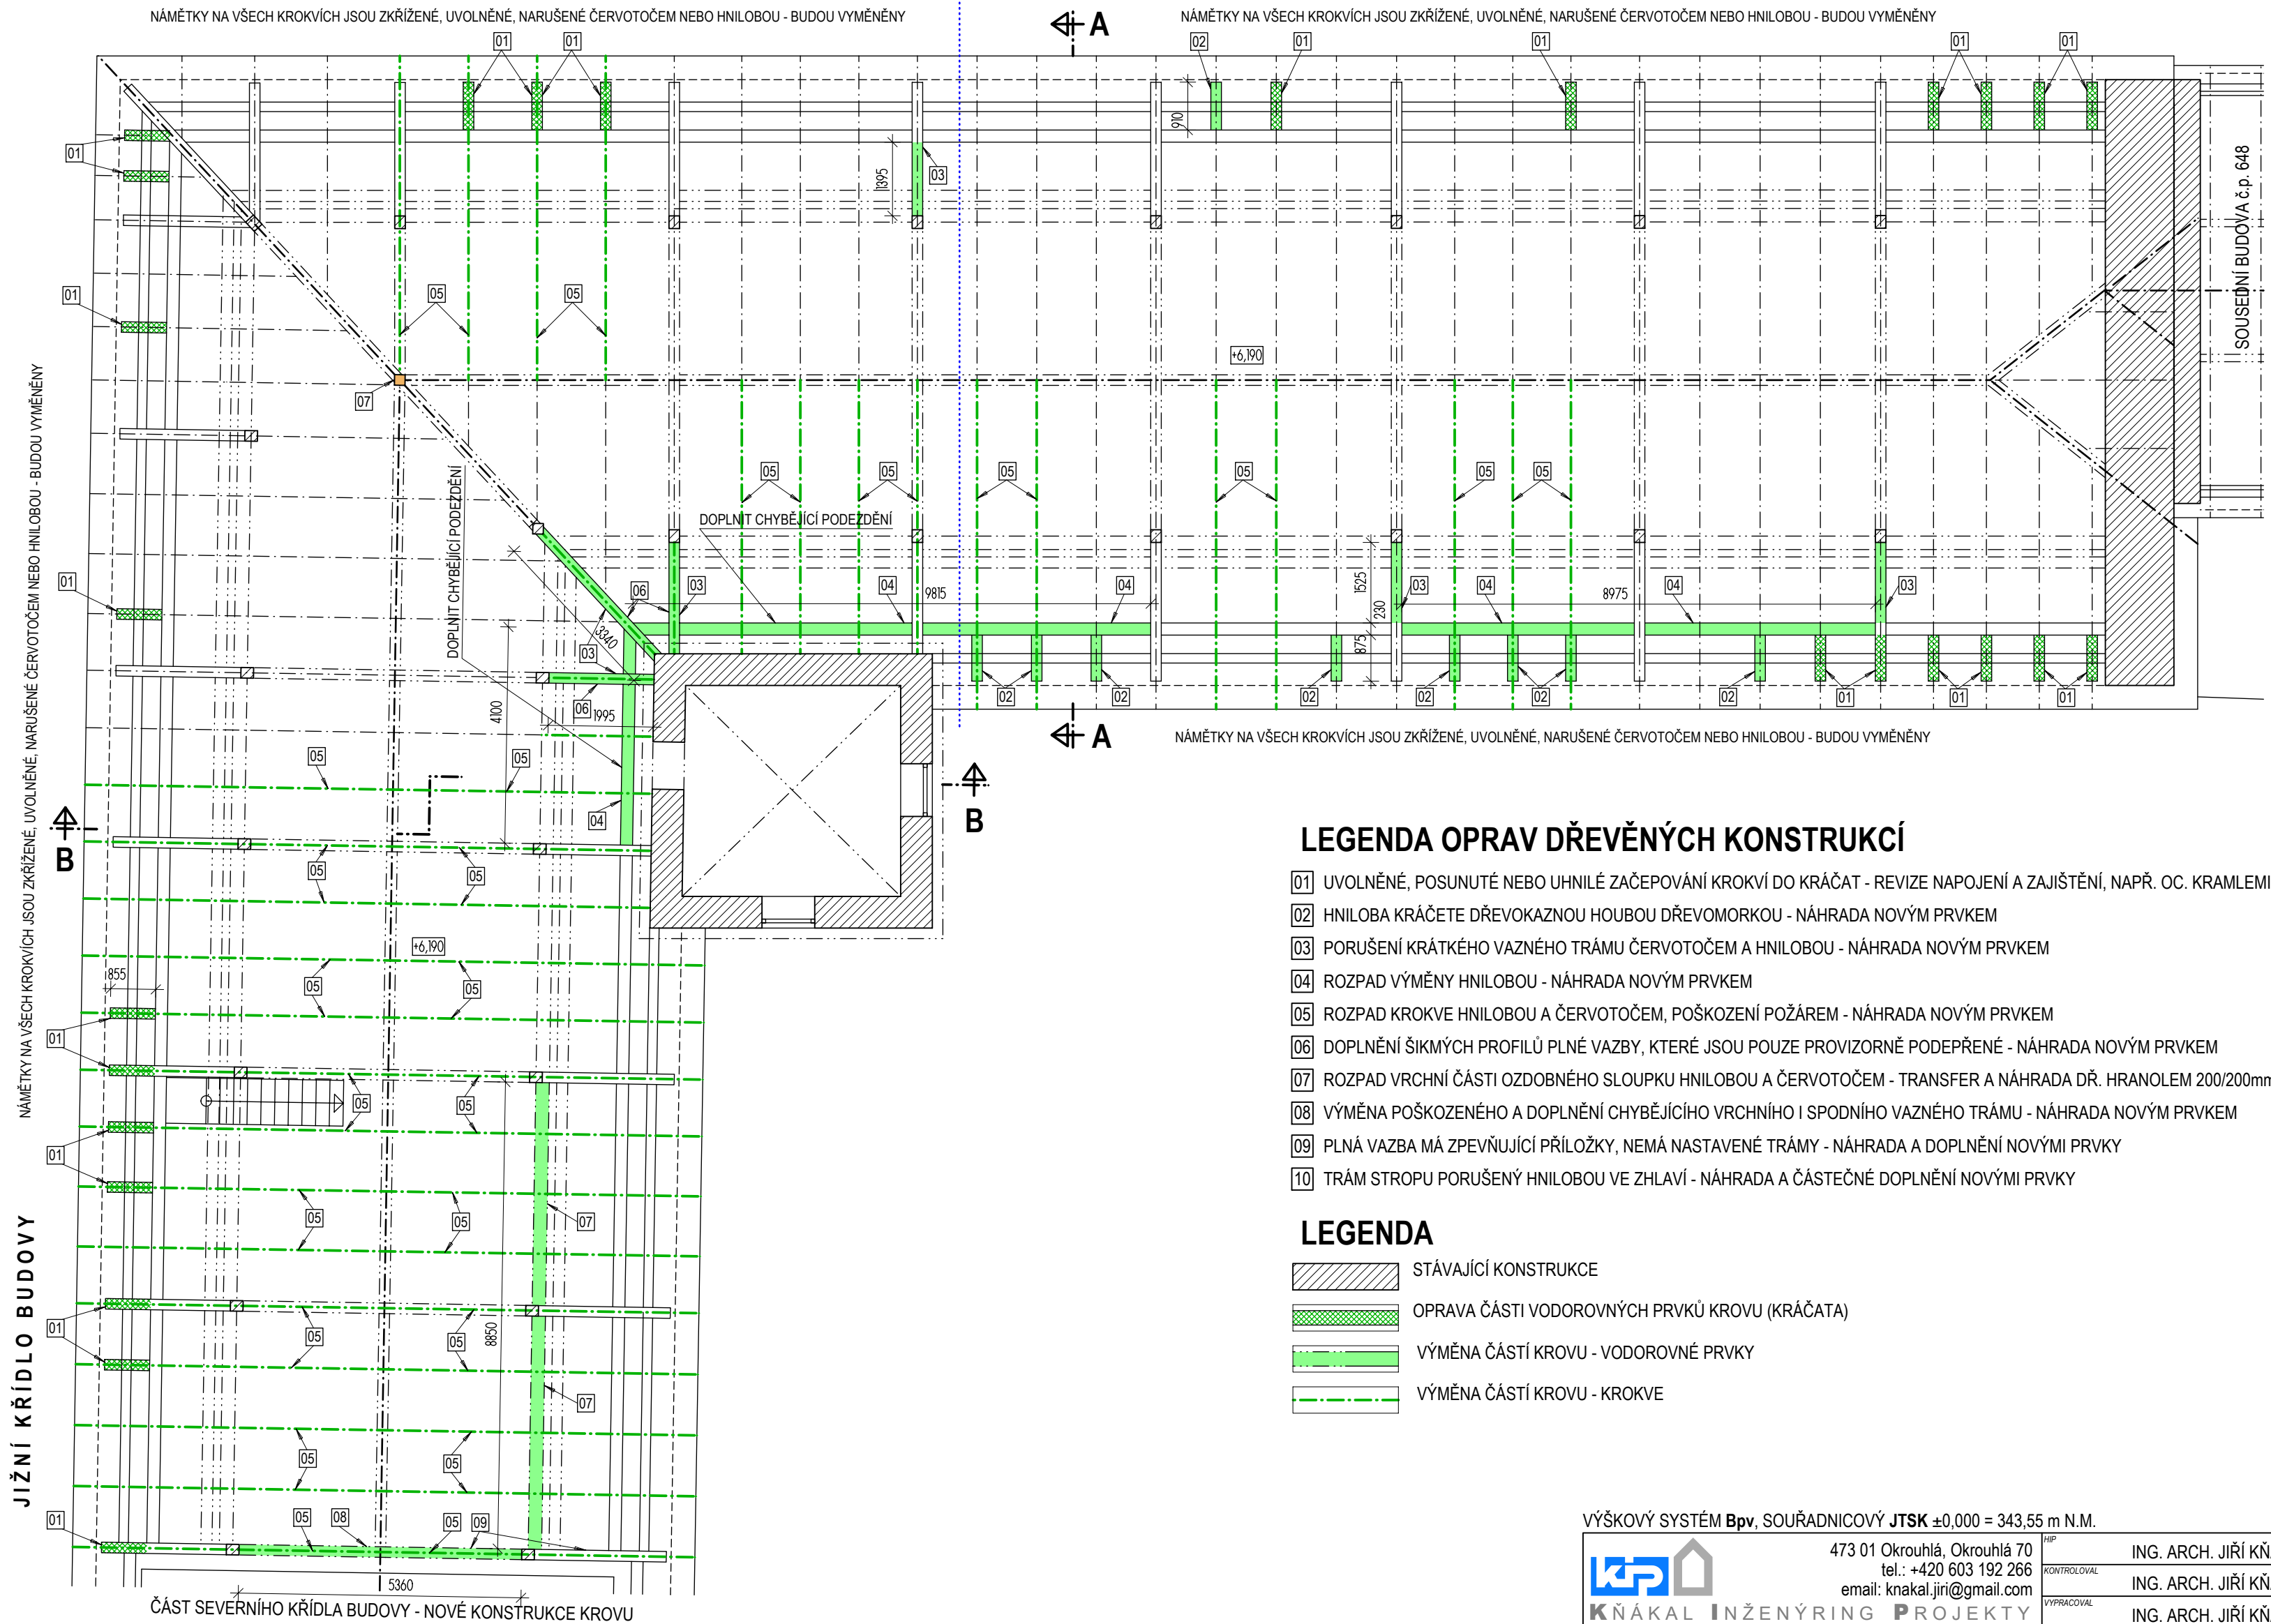 NÁMĚTKY NA VŠECH KROKVÍCH JSOU ZKŘÍŽENÉ, UVOLNĚNÉ, NARUŠENÉ ČERVOTOČEM NEBO HNILOBOU - BUDOU VYMĚNĚNY
A
NÁMĚTKY NA VŠECH KROKVÍCH JSOU ZKŘÍŽENÉ, UVOLNĚNÉ, NARUŠENÉ ČERVOTOČEM NEBO HNILOBOU - BUDOU VYMĚNĚNY
01 01 02 01 01 01 01
910
01
1395
03
SOUSEDNÍ BUDOVA č.p. 648
01
05 05
+6,190
07
NÁMĚTKY NA VŠECH KROKVÍCH JSOU ZKŘÍŽENÉ, UVOLNĚNÉ, NARUŠENÉ ČERVOTOČEM NEBO HNILOBOU - BUDOU VYMĚNĚNY
DOPLNIT CHYBĚJÍCÍ PODEZDĚNÍ
05 05 05 05 05 05
DOPLNIT CHYBĚJÍCÍ PODEZDĚNÍ
01
06 03 04 9815 04 1525 230 03 04 8975 04 03
3340
03
875
02 02 02 02 02 02 01 01 01
4100
06 1995
A
NÁMĚTKY NA VŠECH KROKVÍCH JSOU ZKŘÍŽENÉ, UVOLNĚNÉ, NARUŠENÉ ČERVOTOČEM NEBO HNILOBOU - BUDOU VYMĚNĚNY
05 05
04
B
B
05 05
+6,190
855
05 05
01
05 05
01
05 05
07
01
05 05
8850
07
05 05
01
05 08 05 09
5360
JIŽNÍ KŘÍDLO BUDOVY
ČÁST SEVERNÍHO KŘÍDLA BUDOVY - NOVÉ KONSTRUKCE KROVU
LEGENDA OPRAV DŘEVĚNÝCH KONSTRUKCÍ
01 UVOLNĚNÉ, POSUNUTÉ NEBO UHNILÉ ZAČEPOVÁNÍ KROKVÍ DO KRÁČAT - REVIZE NAPOJENÍ A ZAJIŠTĚNÍ, NAPŘ. OC. KRAMLEMI
02 HNILOBA KRÁČETE DŘEVOKAZNOU HOUBOU DŘEVOMORKOU - NÁHRADA NOVÝM PRVKEM
03 PORUŠENÍ KRÁTKÉHO VAZNÉHO TRÁMU ČERVOTOČEM A HNILOBOU - NÁHRADA NOVÝM PRVKEM
04 ROZPAD VÝMĚNY HNILOBOU - NÁHRADA NOVÝM PRVKEM
05 ROZPAD KROKVE HNILOBOU A ČERVOTOČEM, POŠKOZENÍ POŽÁREM - NÁHRADA NOVÝM PRVKEM
06 DOPLNĚNÍ ŠIKMÝCH PROFILŮ PLNÉ VAZBY, KTERÉ JSOU POUZE PROVIZORNĚ PODEPŘENÉ - NÁHRADA NOVÝM PRVKEM
07 ROZPAD VRCHNÍ ČÁSTI OZDOBNÉHO SLOUPKU HNILOBOU A ČERVOTOČEM - TRANSFER A NÁHRADA DŘ. HRANOLEM 200/200mm
08 VÝMĚNA POŠKOZENÉHO A DOPLNĚNÍ CHYBĚJÍCÍHO VRCHNÍHO I SPODNÍHO VAZNÉHO TRÁMU - NÁHRADA NOVÝM PRVKEM
09 PLNÁ VAZBA MÁ ZPEVŇUJÍCÍ PŘÍLOŽKY, NEMÁ NASTAVENÉ TRÁMY - NÁHRADA A DOPLNĚNÍ NOVÝMI PRVKY
10 TRÁM STROPU PORUŠENÝ HNILOBOU VE ZHLAVÍ - NÁHRADA A ČÁSTEČNÉ DOPLNĚNÍ NOVÝMI PRVKY
LEGENDA
STÁVAJÍCÍ KONSTRUKCE
OPRAVA ČÁSTI VODOROVNÝCH PRVKŮ KROVU (KRÁČATA)
VÝMĚNA ČÁSTÍ KROVU - VODOROVNÉ PRVKY
VÝMĚNA ČÁSTÍ KROVU - KROKVE
VÝŠKOVÝ SYSTÉM Bpv, SOUŘADNICOVÝ JTSK ±0,000 = 343,55 m N.M.
kip
473 01 Okrouhlá, Okrouhlá 70
tel.: +420 603 192 266
email: knakal.jiri@gmail.com
KŇÁKAL INŽENÝRING PROJEKTY
HIP ING. ARCH. JIŘÍ
KONTROLOVAL ING. ARCH. JIŘÍ
VYPRACOVAL ING. ARCH. JIŘÍ